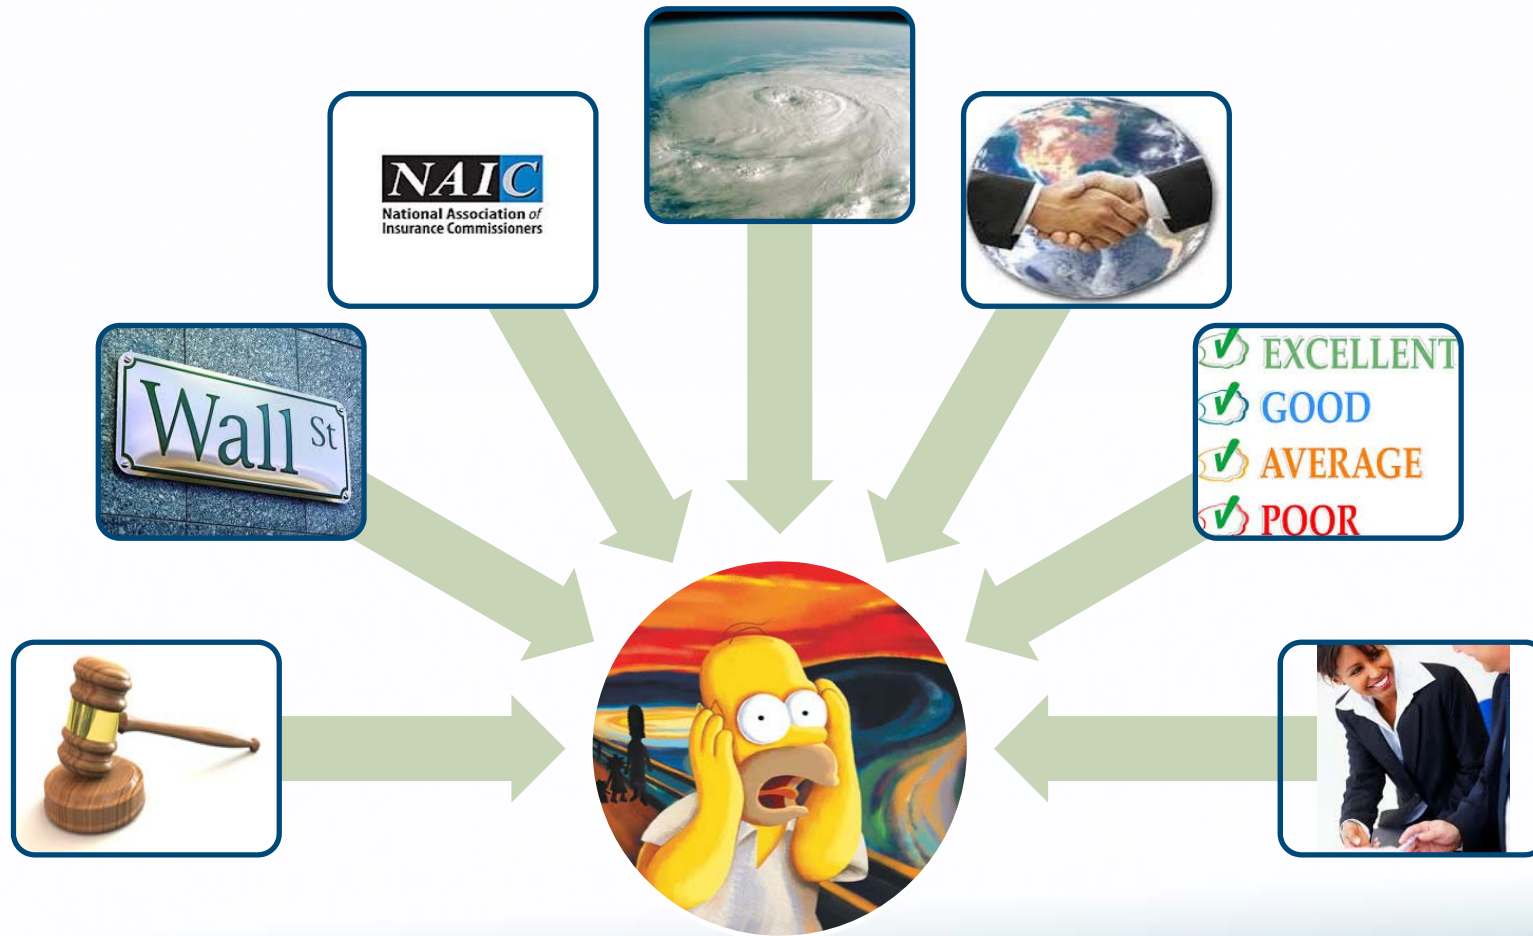 NAIC
National Association of
Insurance Commissioners
Wall St
EXCELLENT
GOOD
AVERAGE
POOR